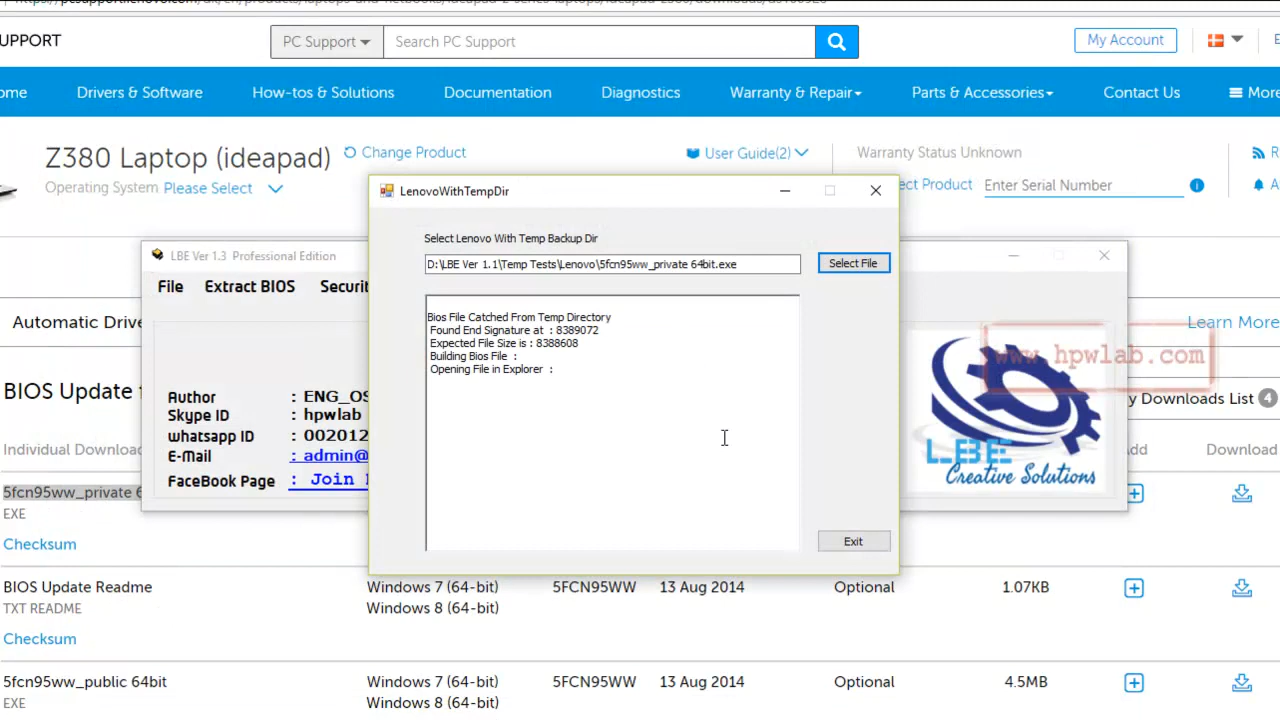 UPPORT
PC Support
Search PC Support
My Account
ome
Drivers & Software
How-tos & Solutions
Documentation
Diagnostics
Warranty & Repair
Parts & Accessories
Contact Us
More
Z380 Laptop (ideapad)
Change Product
User Guide(2)
Warranty Status Unknown
Operating System Please Select
ect Product
Enter Serial Number
LenovoWithTempDir
Select Lenovo With Temp Backup Dir
D:\LBE Ver 1.1\Temp Tests\Lenovo\5fcn95ww_private 64bit.exe
Select File
Bios File Catched From Temp Directory
Found End Signature at : 8389072
Expected File Size is : 8388608
Building Bios File :
Opening File in Explorer :
Exit
LBE Ver 1.3 Professional Edition
File
Extract BIOS
Securit
Author : ENG_OS
Skype ID : hpwlab
whatsapp ID : 002012
E-Mail : admin@
FaceBook Page : Join
www.hpwlab.com
LBE
Creative Solutions
Automatic Drive
Learn More
BIOS Update f
y Downloads List 4
Individual Download
dd
Download
5fcn95ww_private 6
EXE
Checksum
BIOS Update Readme
Windows 7 (64-bit)
5FCN95WW
13 Aug 2014
Optional
1.07KB
TXT README
Windows 8 (64-bit)
Checksum
5fcn95ww_public 64bit
Windows 7 (64-bit)
5FCN95WW
13 Aug 2014
Optional
4.5MB
EXE
Windows 8 (64-bit)